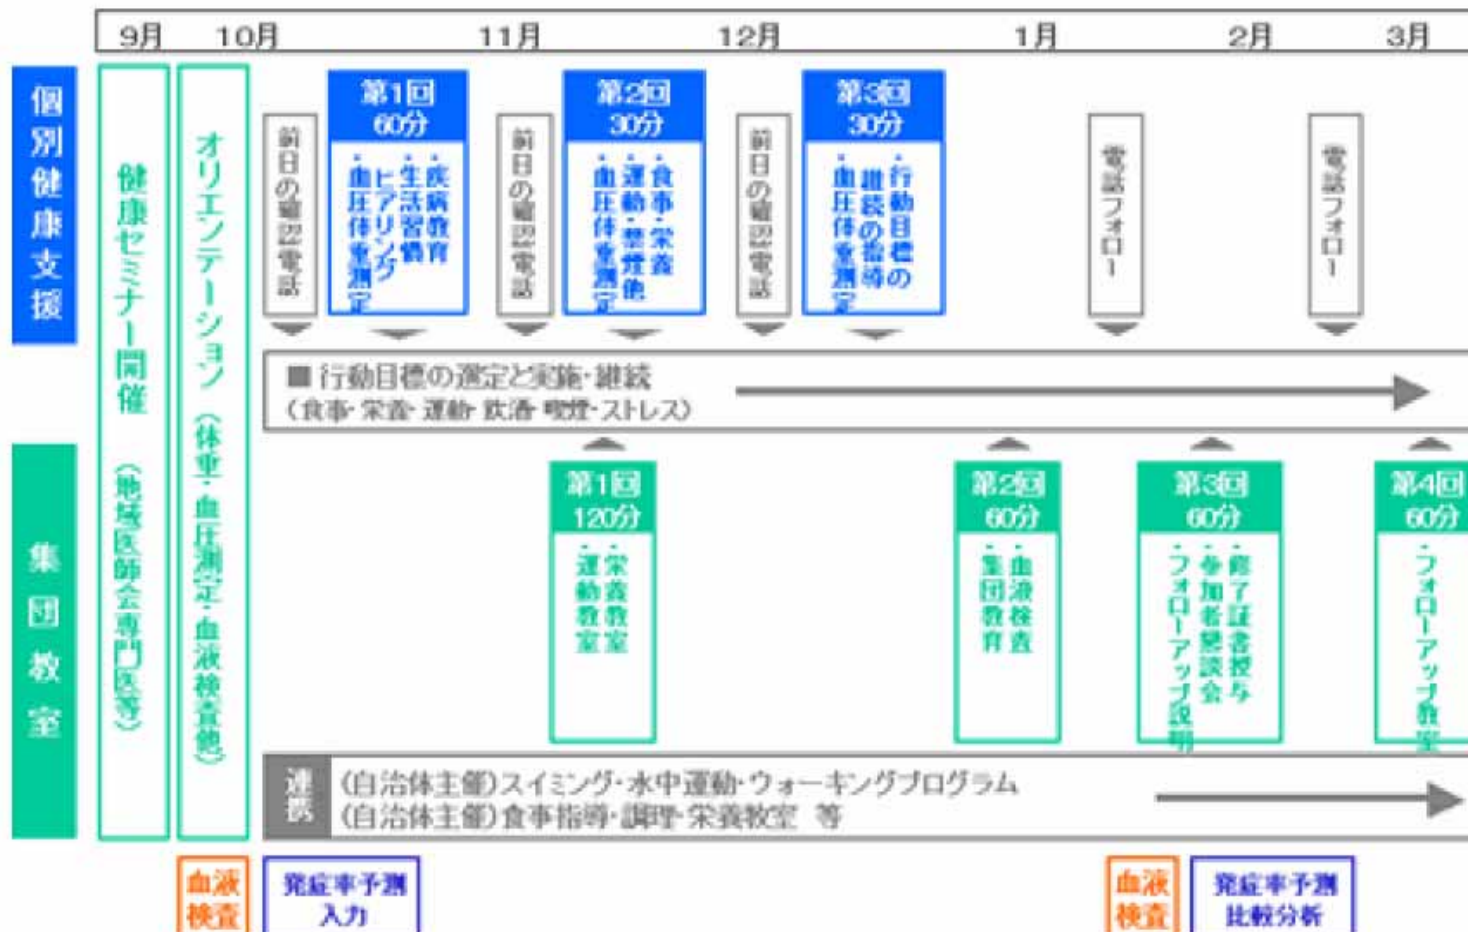 9月 10月 11月 12月 1月 2月 3月
個別健康支援
健康セミナー開催 (地域医師会専門医等)
オリエンテーション (体重・血圧測定・血液検査他)
前日の確認電話
第1回
60分
・疾病教育
・生活習慣
ヒアリング
・血圧体重測定
前日の確認電話
第2回
30分
・食事・栄養
・運動・禁煙他
・血圧体重測定
前日の確認電話
第3回
30分
・行動目標の
継続の指導
・血圧体重測定
電話フォロー
電話フォロー
■ 行動目標の選定と実施・継続
(食事・栄養・運動・飲酒・喫煙・ストレス)
集団教室
第1回
120分
・栄養教室
・運動教室
第2回
60分
・血液検査
・集団教育
第3回
60分
・修了証書授与
・参加者懇談会
・フォローアップ説明
第4回
60分
・フォローアップ教室
連携
(自治体主催)スイミング・水中運動・ウォーキングプログラム
(自治体主催)食事指導・調理・栄養教室 等
血液
検査
発症率予測
入力
血液
検査
発症率予測
比較分析